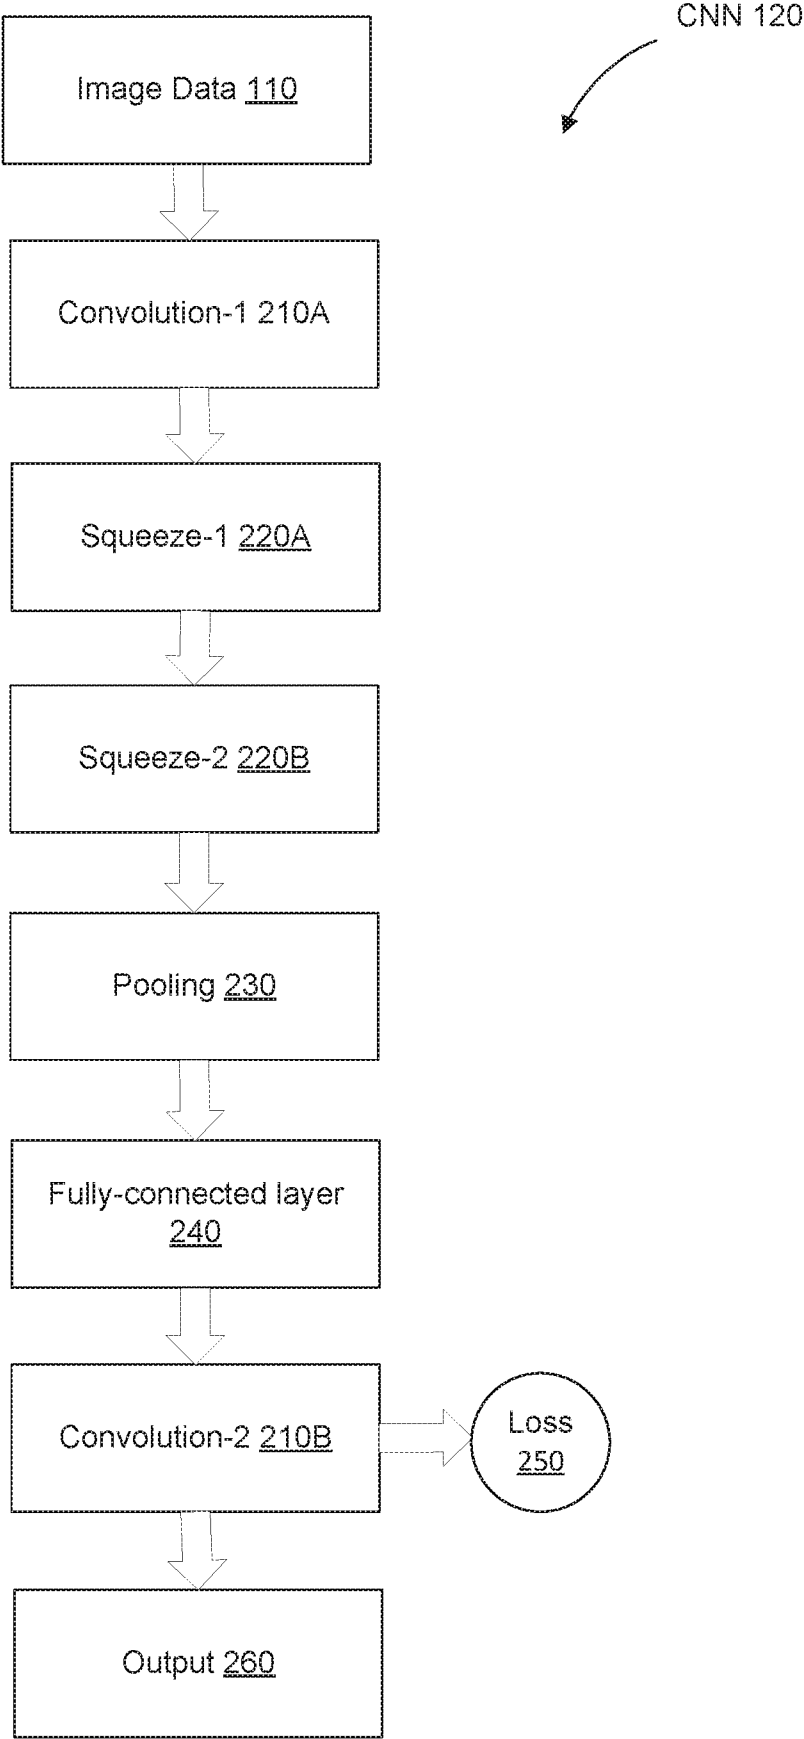 CNN 120
Image Data 110
Convolution-1 210A
Squeeze-1 220A
Squeeze-2 220B
Pooling 230
Fully-connected layer
240
Convolution-2 210B
Loss
250
Output 260